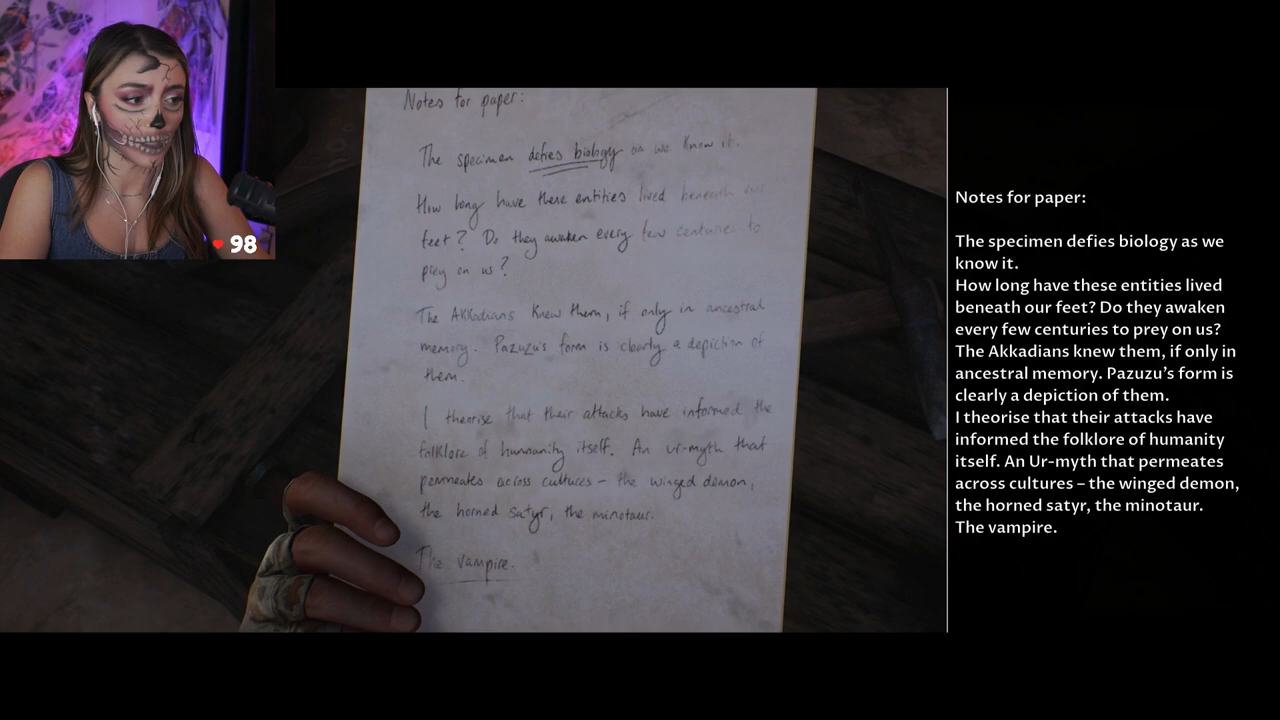 98
Notes for paper:
The specimen defies biology as we know it.
How long have these entities lived beneath our
feet? Do they awaken every few centuries to
prey on us?
The Akkadians knew them, if only in ancestral
memory. Pazuzu's form is clearly a depiction of
them.
I theorise that their attacks have informed the
folklore of humanity itself. An ur-myth that
permeates across cultures – the winged demon,
the horned satyr, the minotaur.
The vampire.
Notes for paper:
The specimen defies biology as we
know it.
How long have these entities lived
beneath our feet? Do they awaken
every few centuries to prey on us?
The Akkadians knew them, if only in
ancestral memory. Pazuzu's form is
clearly a depiction of them.
I theorise that their attacks have
informed the folklore of humanity
itself. An Ur-myth that permeates
across cultures – the winged demon,
the horned satyr, the minotaur.
The vampire.